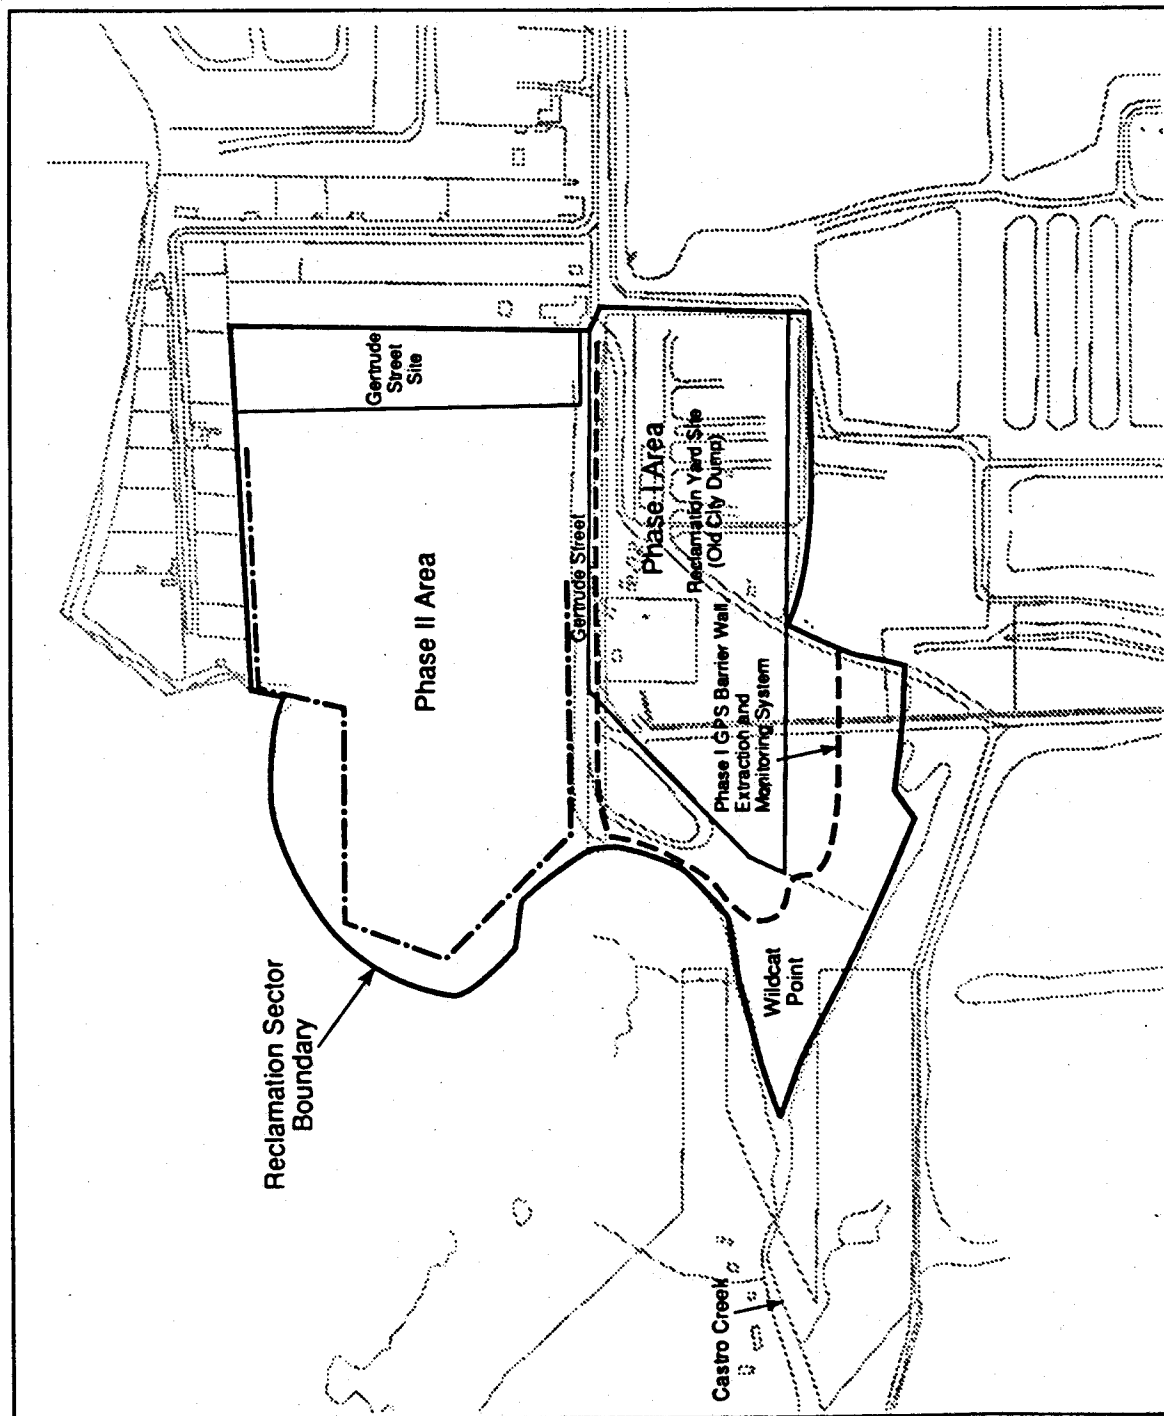 Reclamation Sector
Boundary
Phase II Area
Gertrude
Street
Site
Gertrude Street
Phase I Area
Reclamation Yard Site
(Old City Dump)
Phase I GPS Barrier Wall,
Extraction and
Monitoring System
Wildcat
Point
Castro Creek